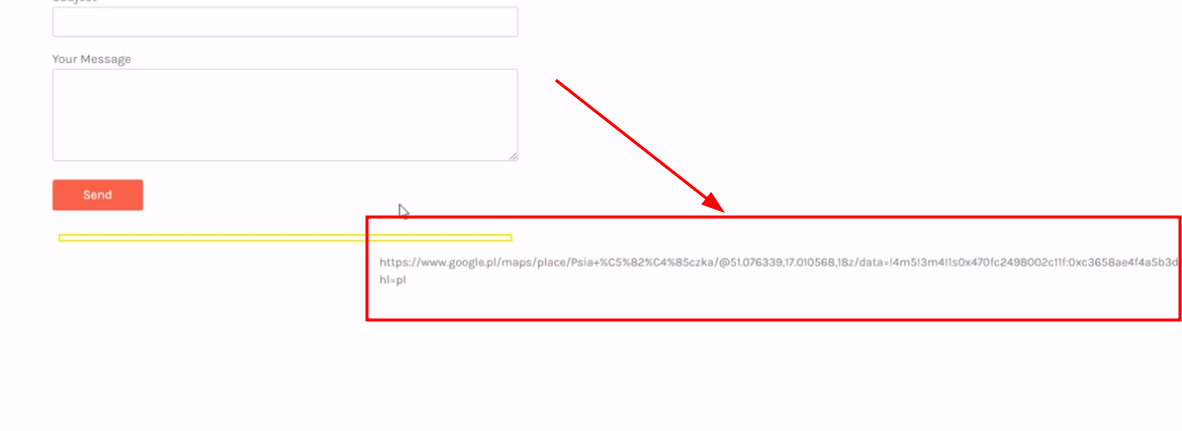 Subject
Your Message
Send
https://www.google.pl/maps/place/Psia+%C5%82%C4%85czka/@51.076339,17.010568,18z/data=!4m5!3m4!1s0x470fc2498002c11f:0xc3658ae4f4a5b3d
hl=pl